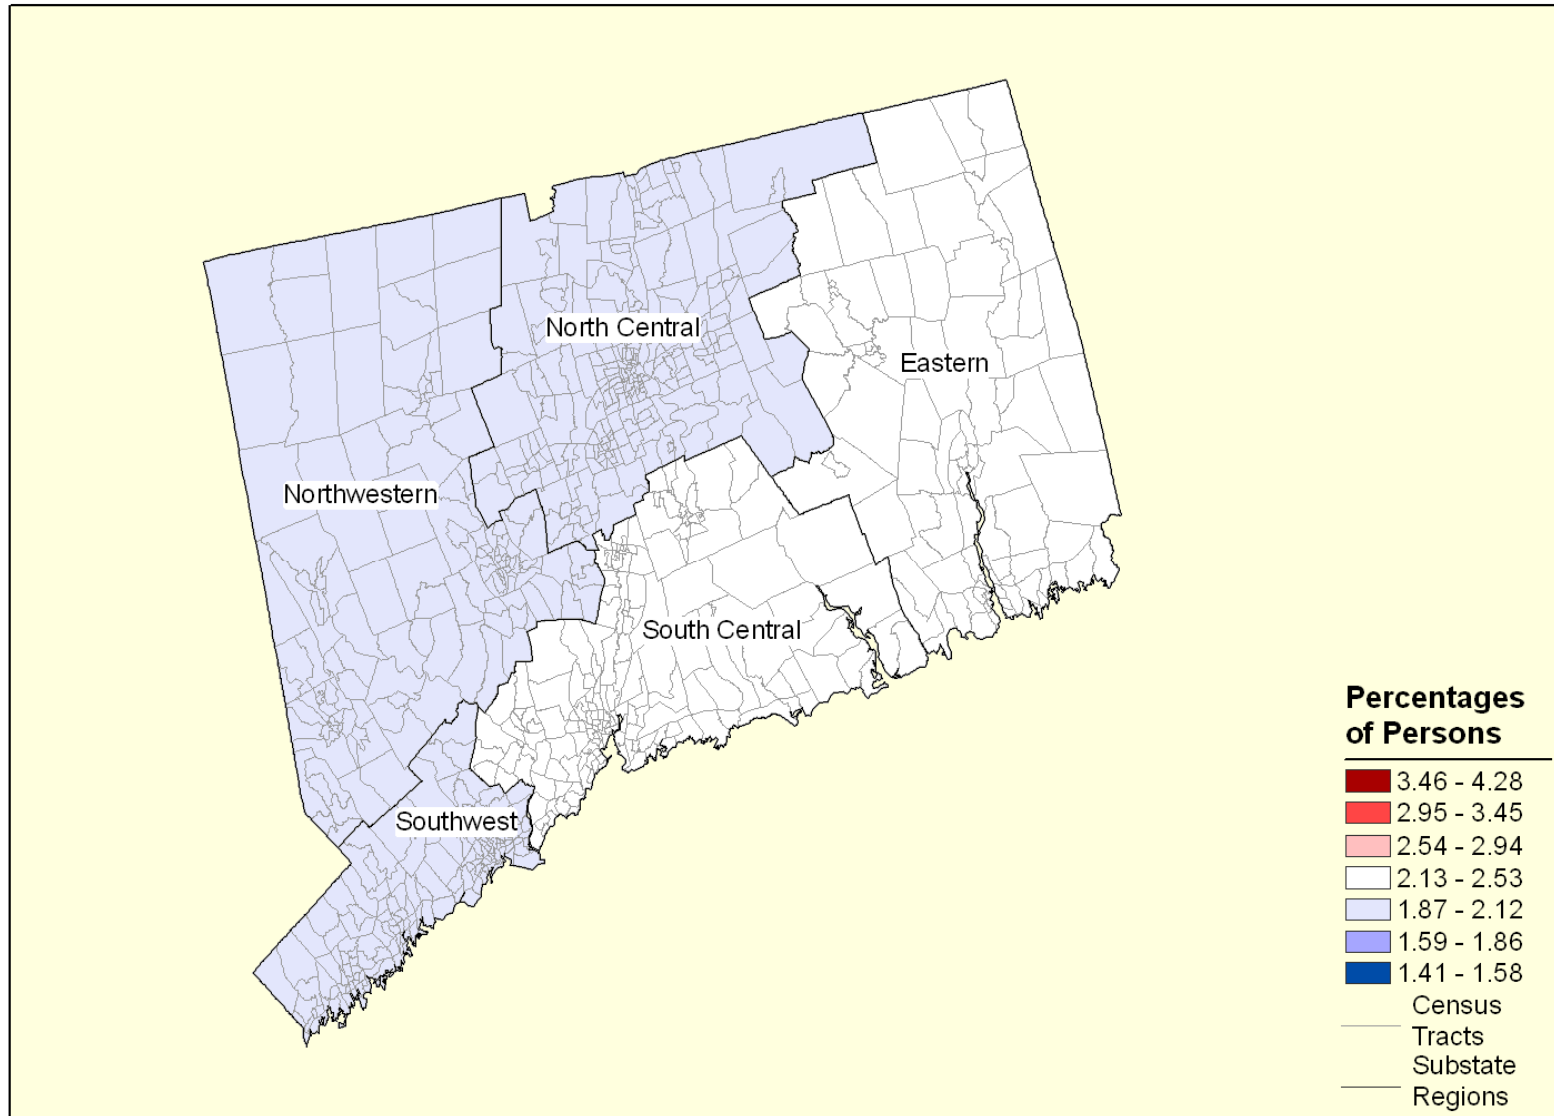 North Central
Eastern
Northwestern
South Central
Southwest
Percentages
of Persons
3.46 - 4.28
2.95 - 3.45
2.54 - 2.94
2.13 - 2.53
1.87 - 2.12
1.59 - 1.86
1.41 - 1.58
Census
Tracts
Substate
Regions